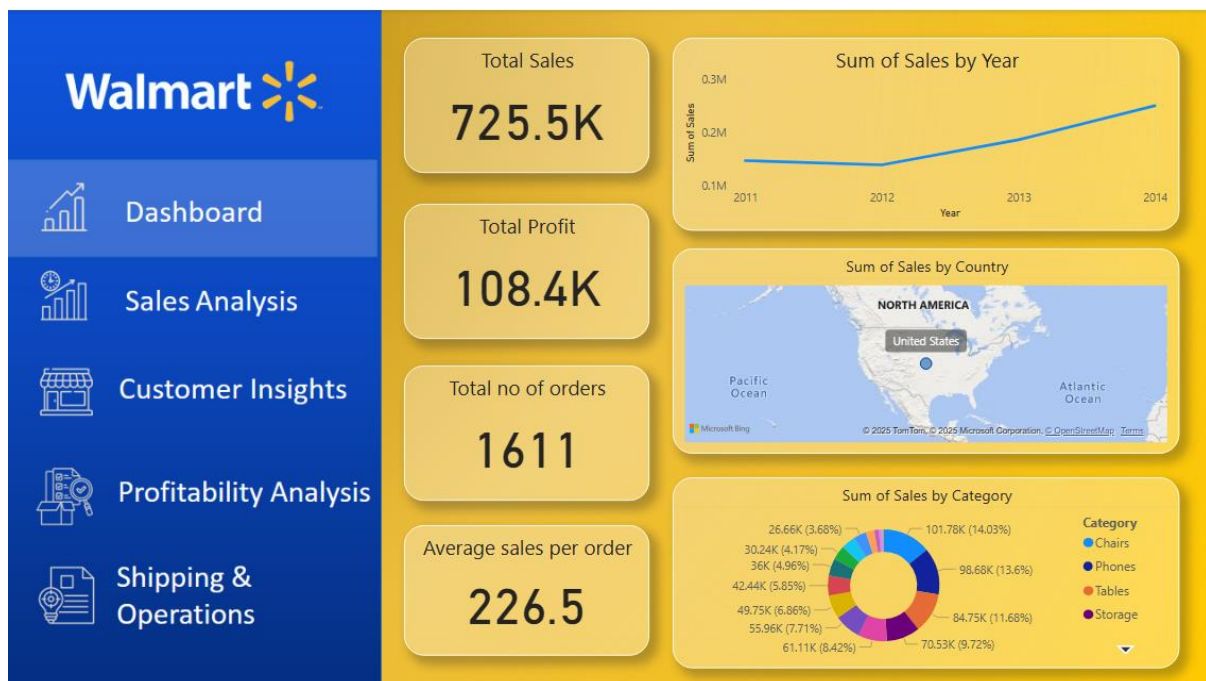 Walmart
Dashboard
Sales Analysis
Customer Insights
Profitability Analysis
Shipping &
Operations
Total Sales
725.5K
Total Profit
108.4K
Total no of orders
1611
Average sales per order
226.5
Sum of Sales by Year
0.3M
0.2M
0.1M
Sum of Sales
2011
2012
2013
2014
Year
Sum of Sales by Country
NORTH AMERICA
United States
Pacific
Ocean
Atlantic
Ocean
Microsoft Bing
© 2025 TomTom, © 2025 Microsoft Corporation, © OpenStreetMap Terms
Sum of Sales by Category
26.66K (3.68%)
101.78K (14.03%)
30.24K (4.17%)
36K (4.96%)
98.68K (13.6%)
42.44K (5.85%)
49.75K (6.86%)
84.75K (11.68%)
55.96K (7.71%)
70.53K (9.72%)
61.11K (8.42%)
Category
Chairs
Phones
Tables
Storage